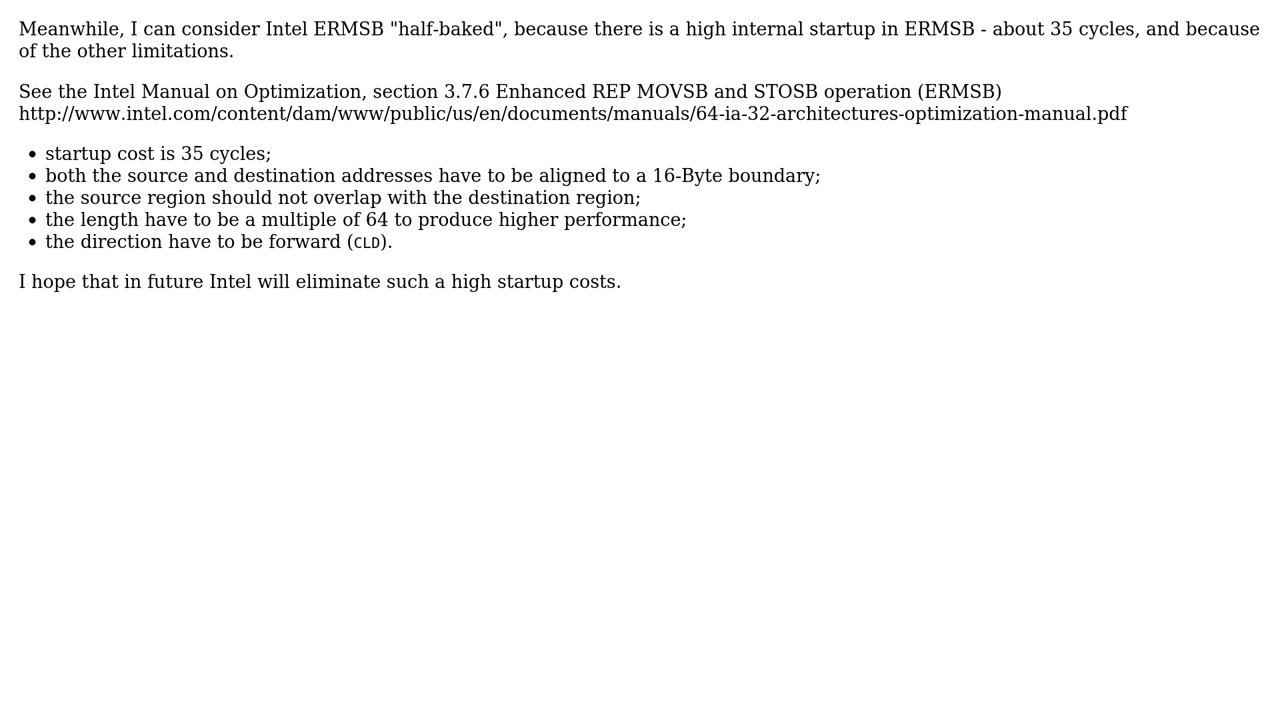 Meanwhile, I can consider Intel ERMSB "half-baked", because there is a high internal startup in ERMSB - about 35 cycles, and because
of the other limitations.
See the Intel Manual on Optimization, section 3.7.6 Enhanced REP MOVSB and STOSB operation (ERMSB)
http://www.intel.com/content/dam/www/public/us/en/documents/manuals/64-ia-32-architectures-optimization-manual.pdf
• startup cost is 35 cycles;
• both the source and destination addresses have to be aligned to a 16-Byte boundary;
• the source region should not overlap with the destination region;
• the length have to be a multiple of 64 to produce higher performance;
• the direction have to be forward (CLD).
I hope that in future Intel will eliminate such a high startup costs.